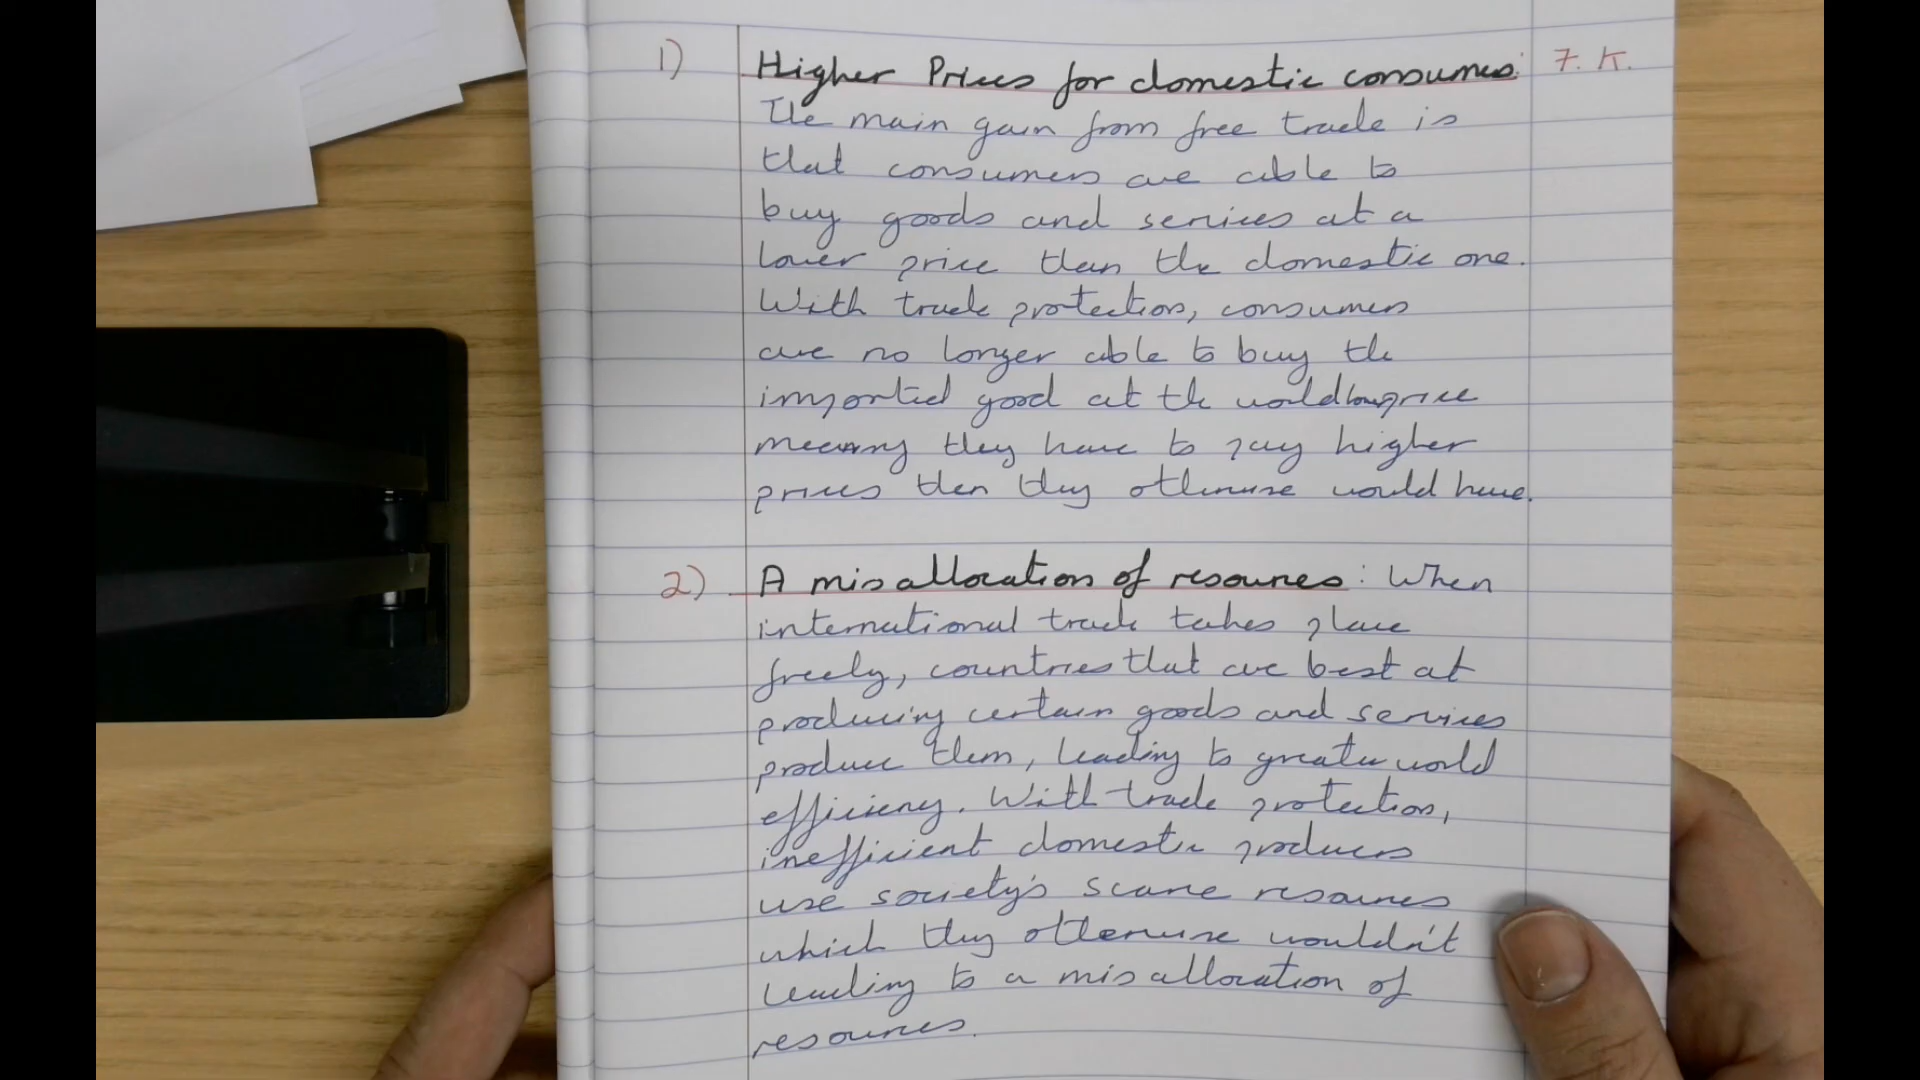 1) Higher Prices for domestic consumers: 7. K.
The main gain from free trade is
that consumers are able to
buy goods and services at a
lower price than the domestic one.
With trade protection, consumers
are no longer able to buy the
imported good at the world low price
meaning they have to pay higher
prices then they otherwise would have.
2) A misallocation of resources: When
international trade takes place
freely, countries that are best at
producing certain goods and services
produce them, leading to greater world
efficiency. With trade protection,
inefficient domestic producers
use society's scarce resources
which they otherwise wouldn't
leading to a misallocation of
resources.